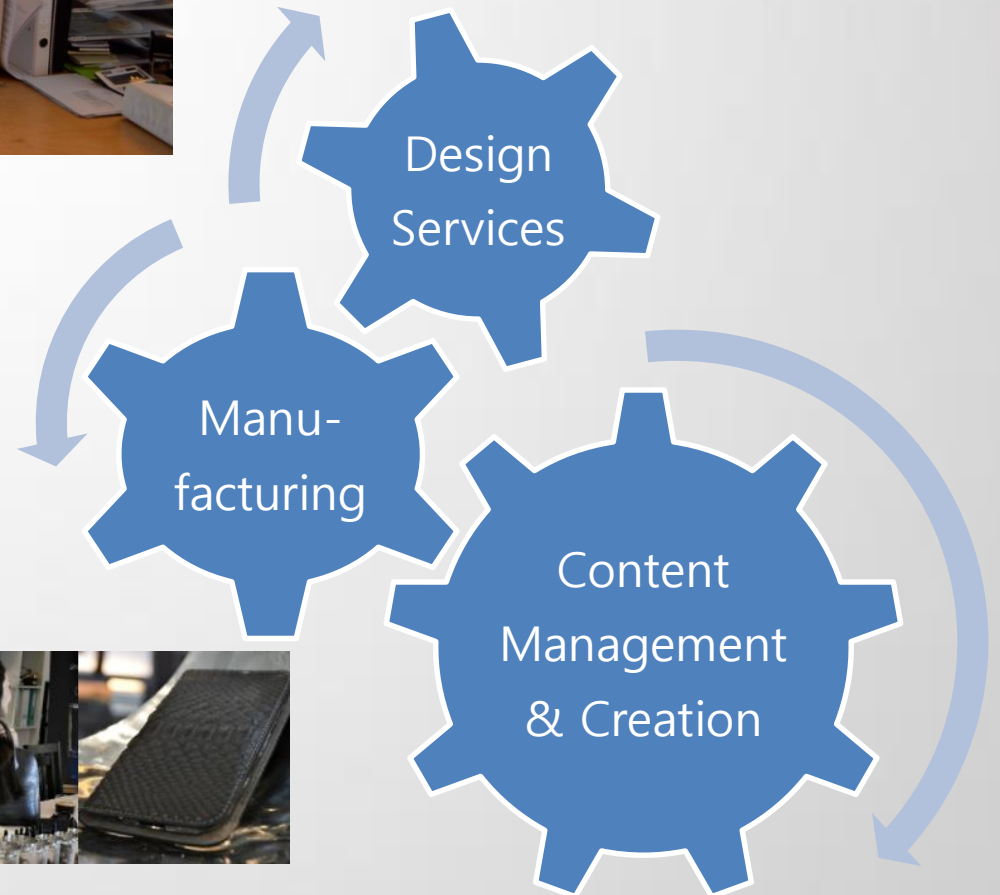 Design
Services
Manu-
facturing
Content
Management
& Creation